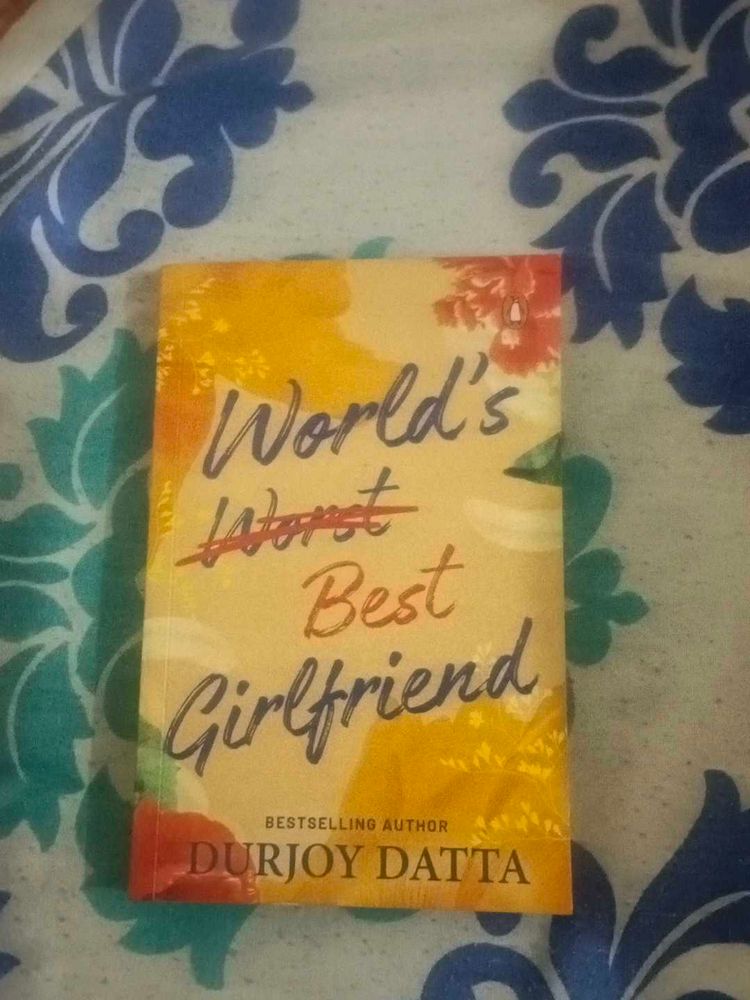 World's
Worst
Best
Girlfriend
BESTSELLING AUTHOR
DURJOY DATTA